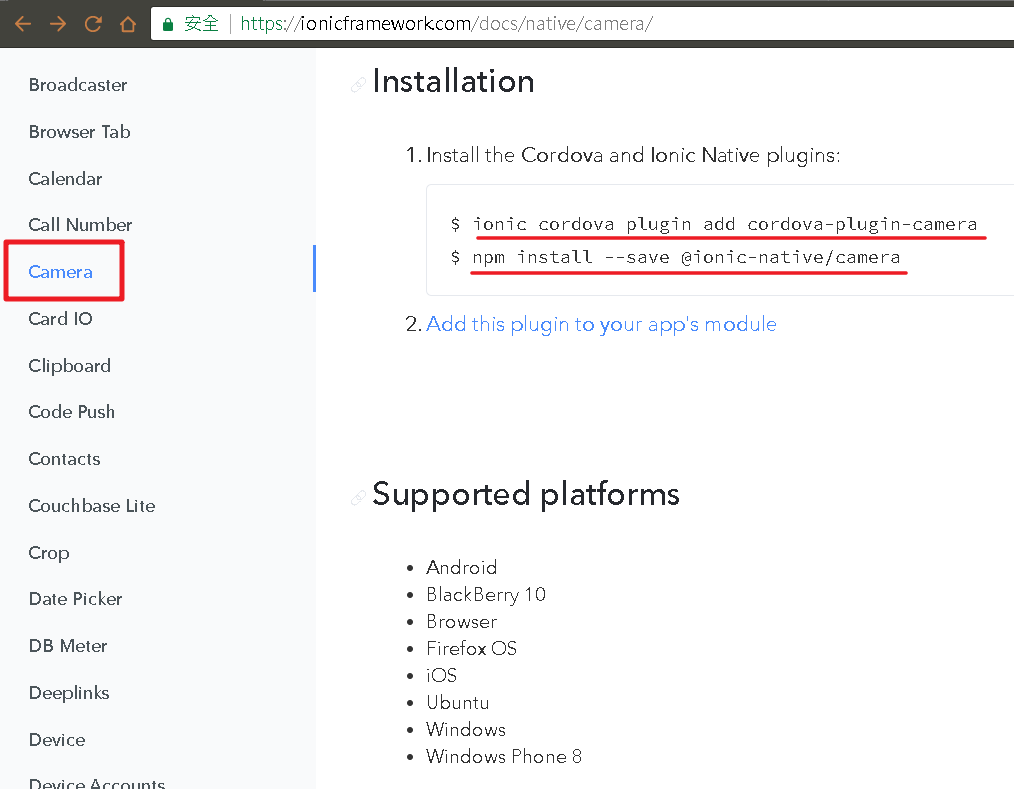 安全 https://ionicframework.com/docs/native/camera/
Broadcaster
Browser Tab
Calendar
Call Number
Camera
Card IO
Clipboard
Code Push
Contacts
Couchbase Lite
Crop
Date Picker
DB Meter
Deeplinks
Device
Device Accounts
Installation
1. Install the Cordova and Ionic Native plugins:
$ ionic cordova plugin add cordova-plugin-camera
$ npm install --save @ionic-native/camera
2. Add this plugin to your app's module
Supported platforms
• Android
• BlackBerry 10
• Browser
• Firefox OS
• iOS
• Ubuntu
• Windows
• Windows Phone 8